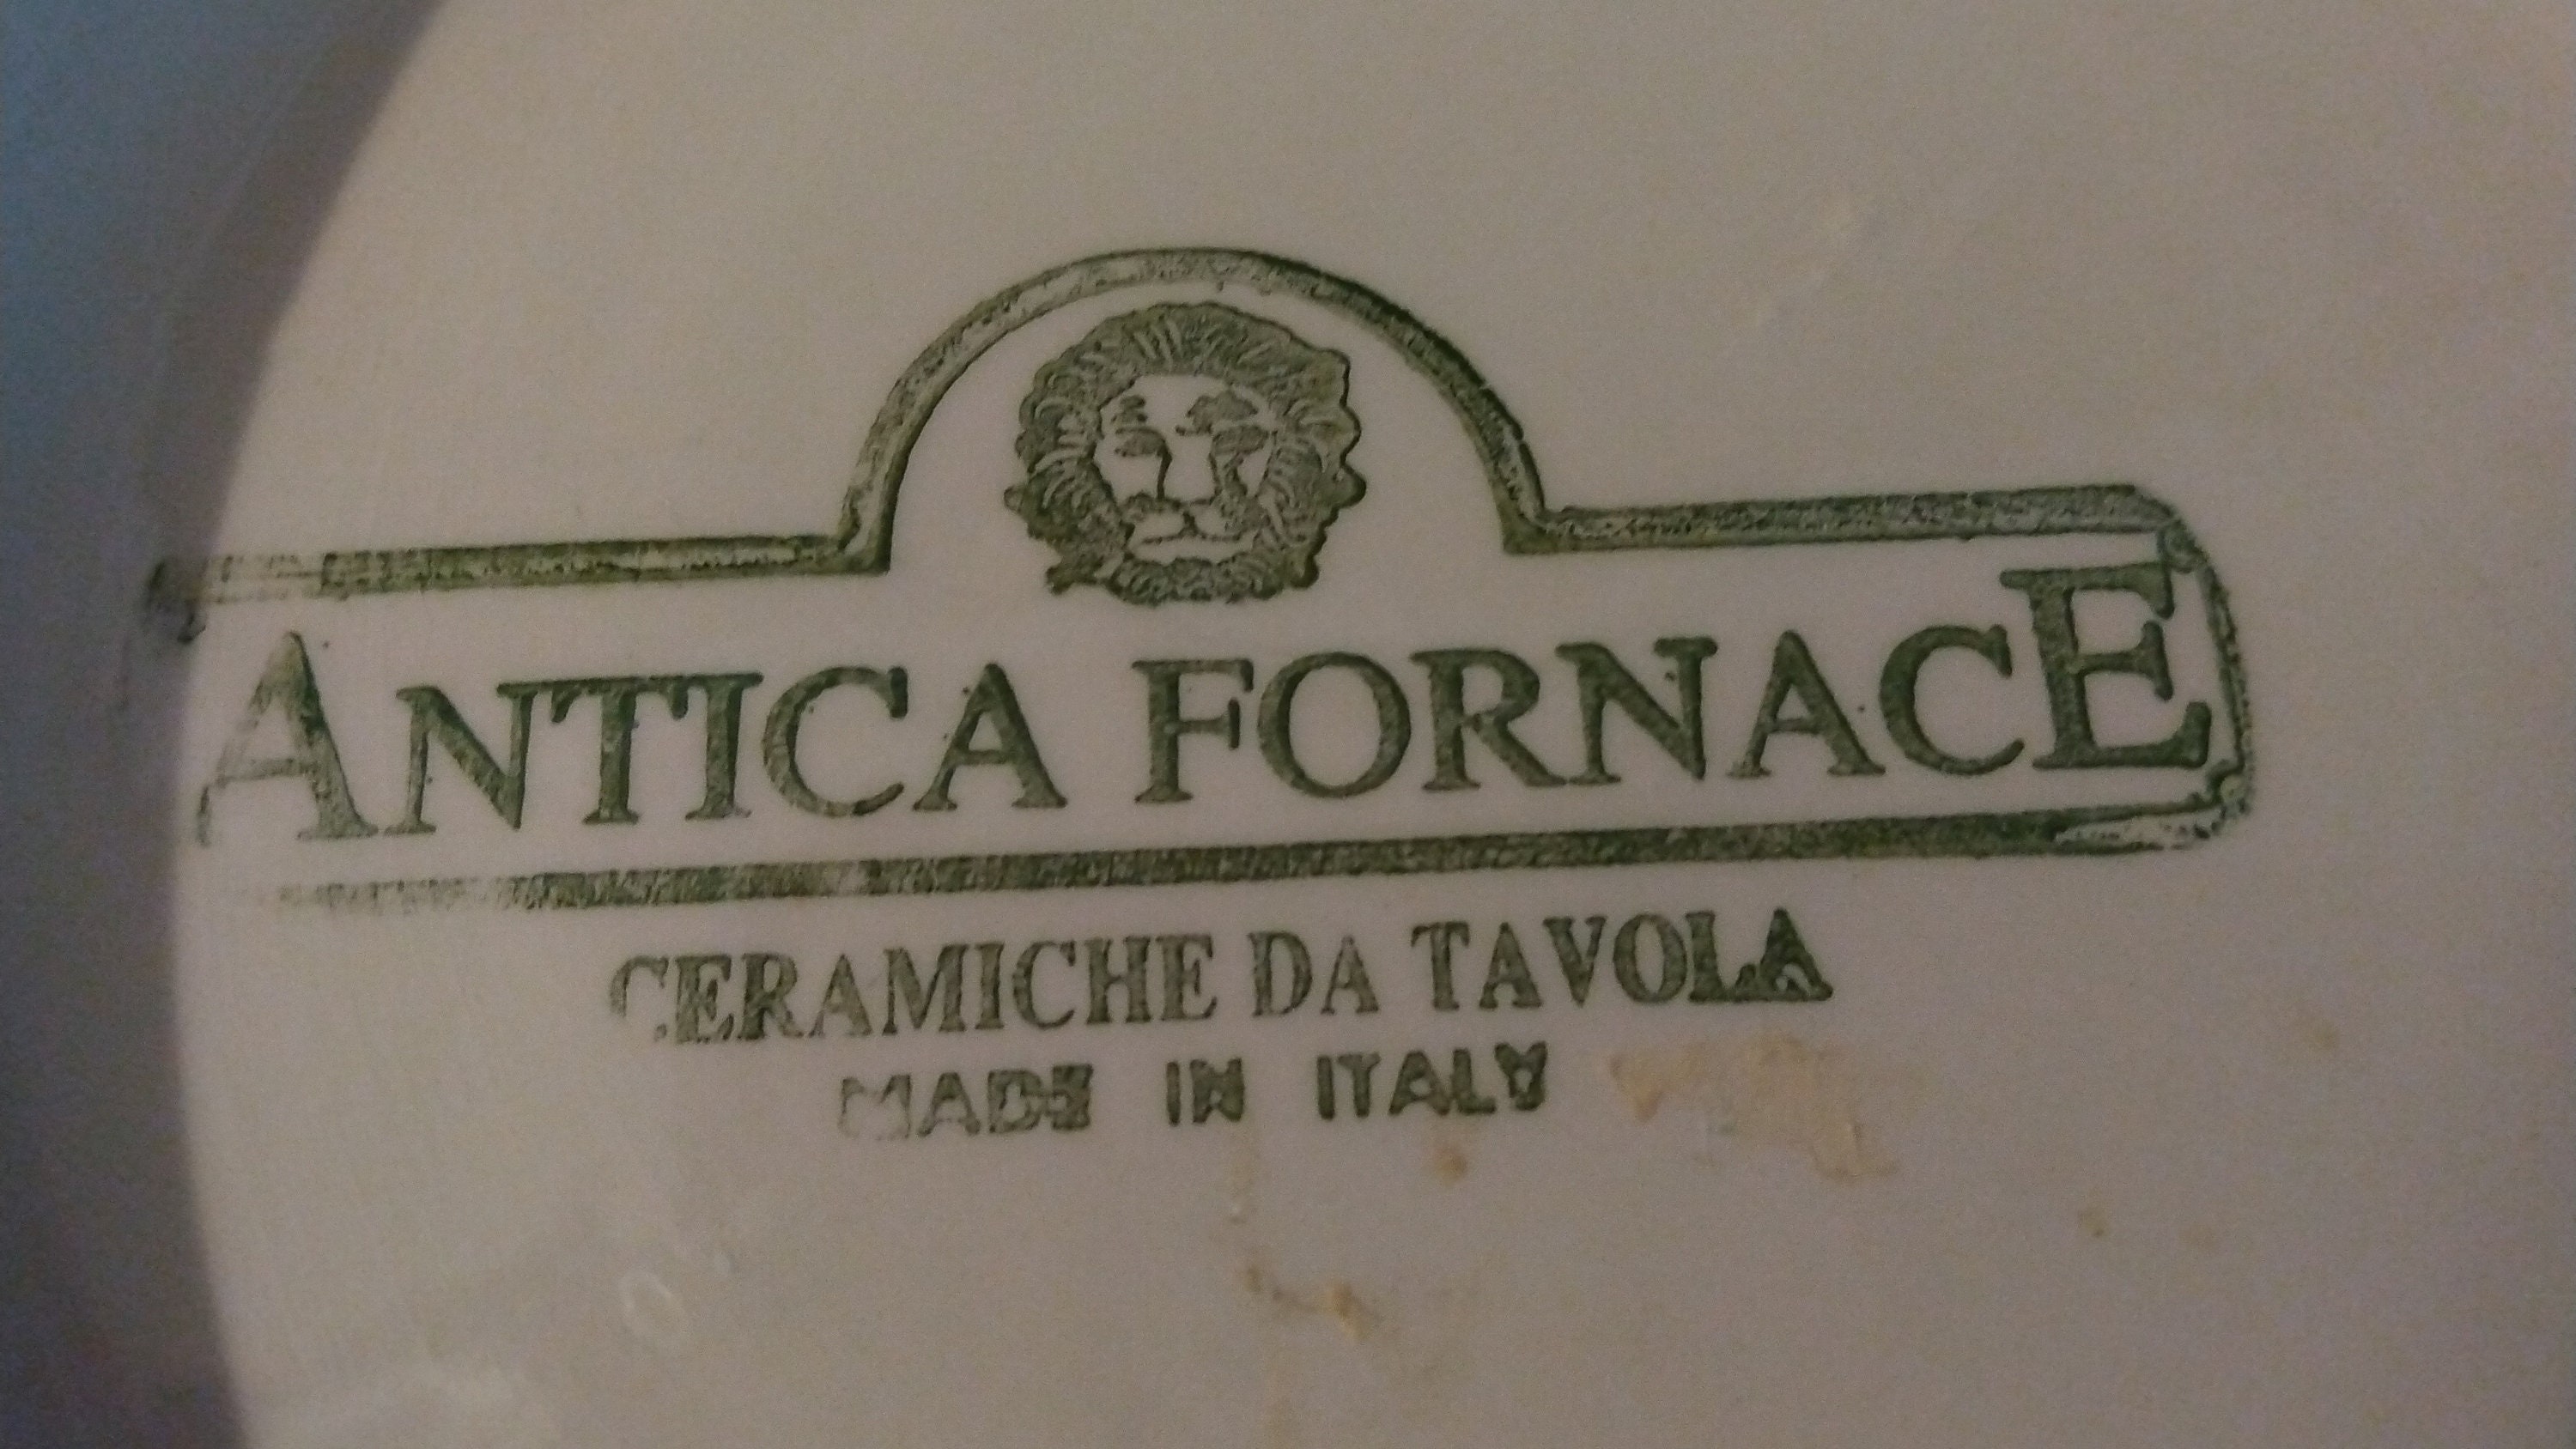 ANTICA FORNACE
CERAMICHE DA TAVOLA
MADE IN ITALY